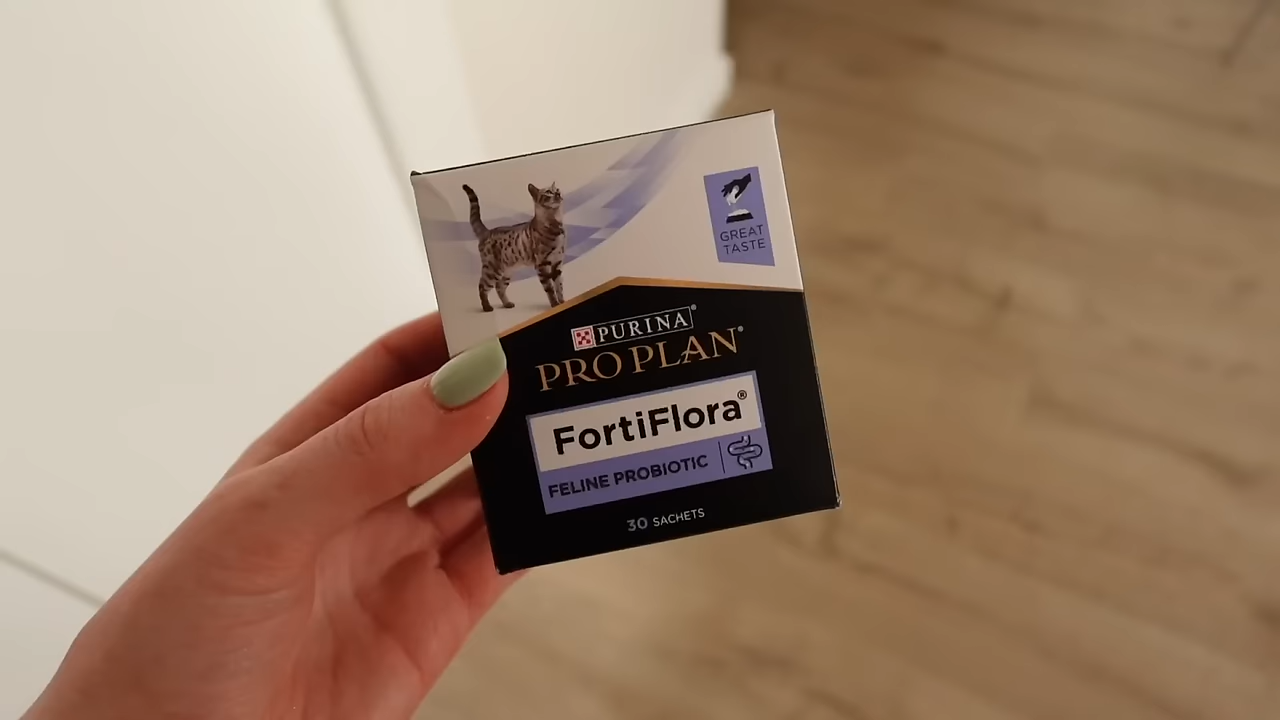 GREAT
TASTE
PURINA®
PRO PLAN®
FortiFlora®
FELINE PROBIOTIC
30 SACHETS